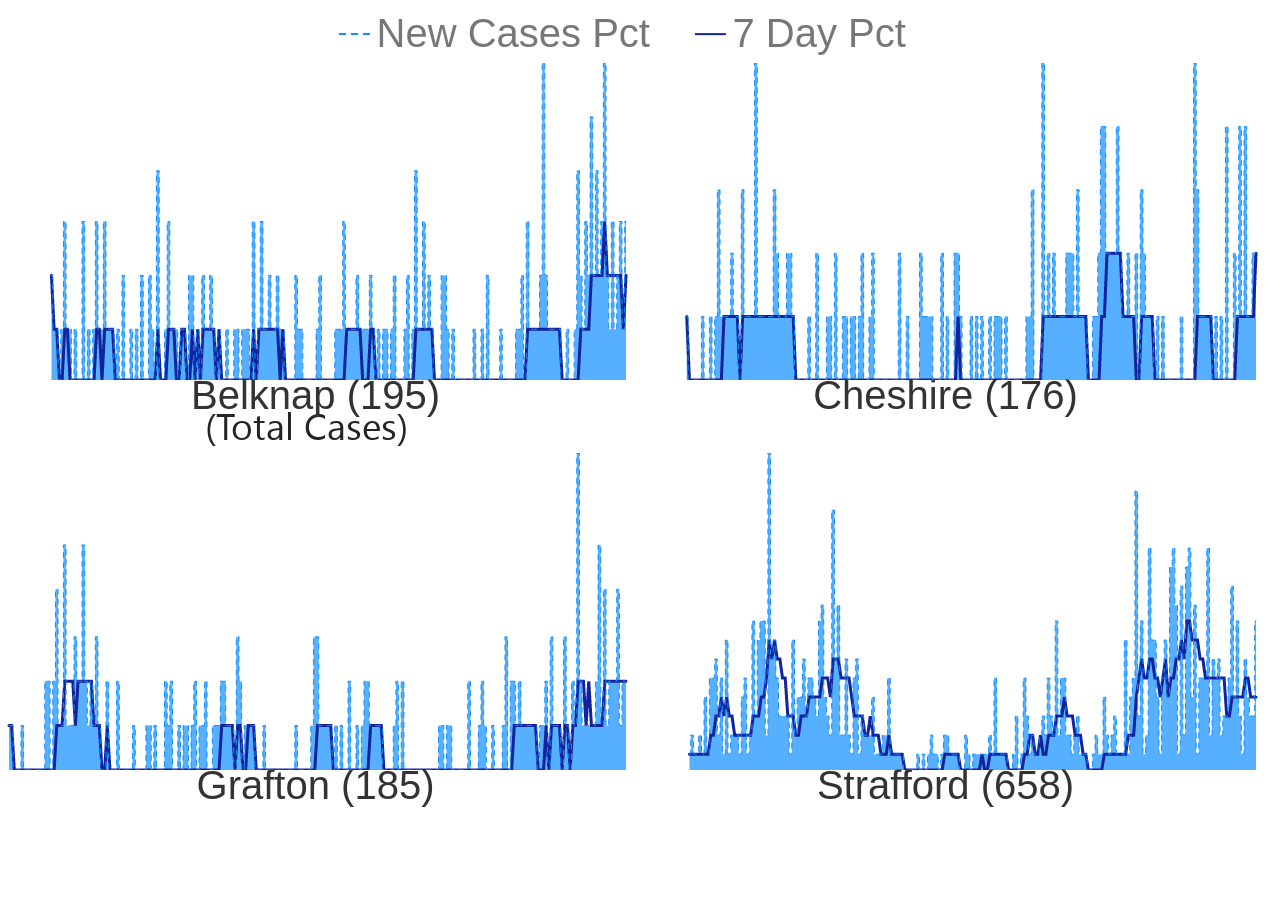 New Cases Pct 7 Day Pct
Belknap (195) Cheshire (176)
(Total Cases)
Grafton (185) Strafford (658)